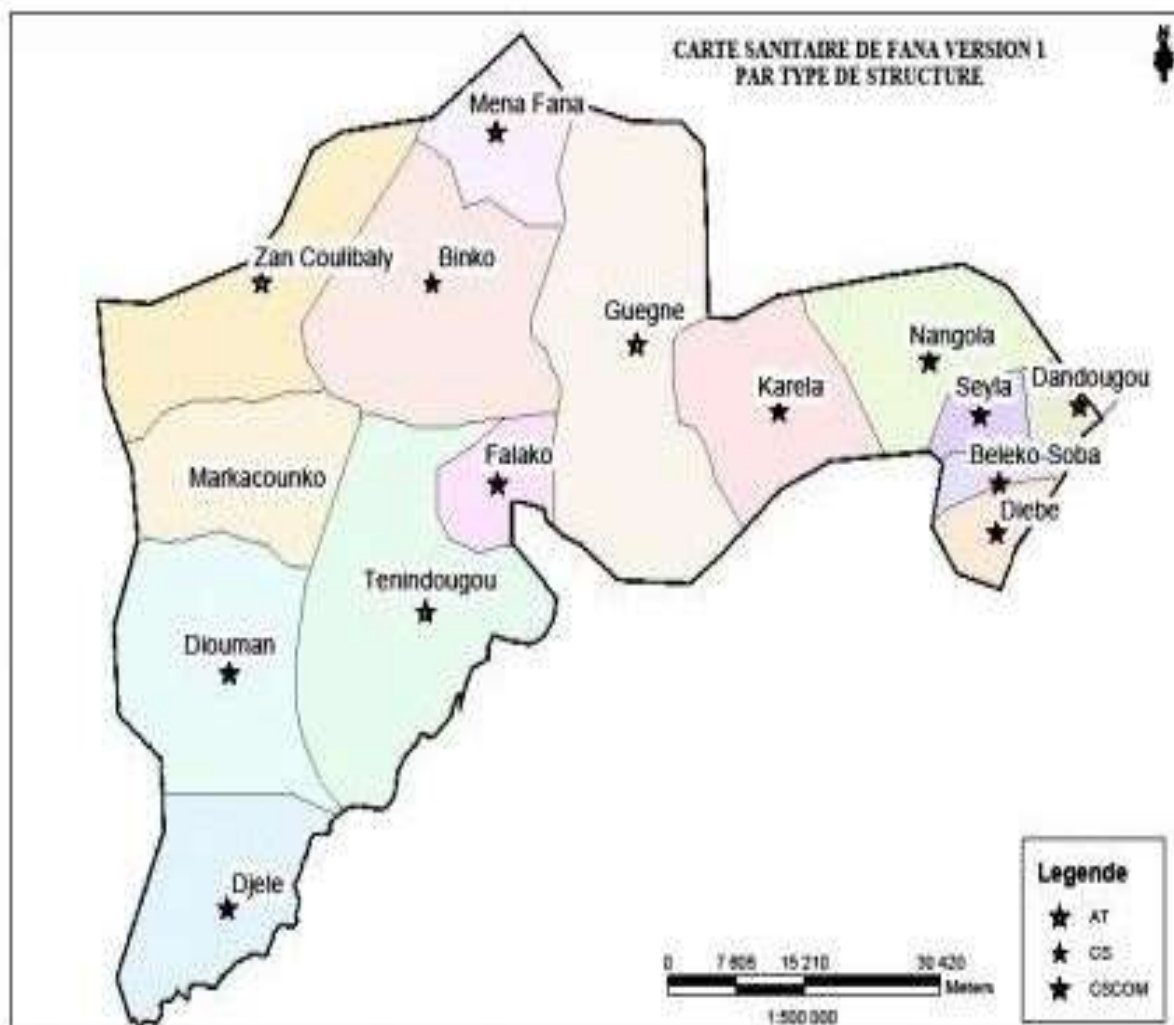 CARTE SANITAIRE DE FANA VERSION 1
PAR TYPE DE STRUCTURE
N
Mena Fana
Zan Coulibaly
Binko
Guegne
Nangola
Karela
Seyla
Dandougou
Falako
Beleko-Soba
Markacounko
Diebe
Tenindougou
Diouman
Djele
Legende
AT
CS
CSCOM
0 7 605 15 210 30 420
Meters
1:500 000